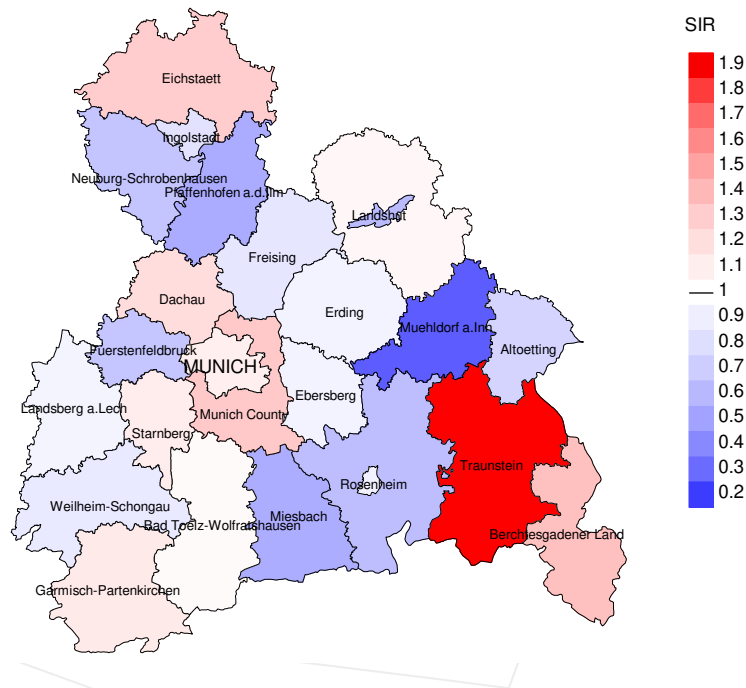 SIR
Eichstaett
Ingolstadt
Neuburg-Schrobenhausen
Pfaffenhofen a.d.Ilm
Landshut
Freising
Dachau
Erding
Muehldorf a.Inn
Fuerstenfeldbruck
Altoetting
MUNICH
Ebersberg
Landsberg a.Lech
Munich County
Starnberg
Traunstein
Rosenheim
Weilheim-Schongau
Miesbach
Bad Toelz-Wolfratshausen
Berchtesgadener Land
Garmisch-Partenkirchen
1.9
1.8
1.7
1.6
1.5
1.4
1.3
1.2
1.1
1
0.9
0.8
0.7
0.6
0.5
0.4
0.3
0.2